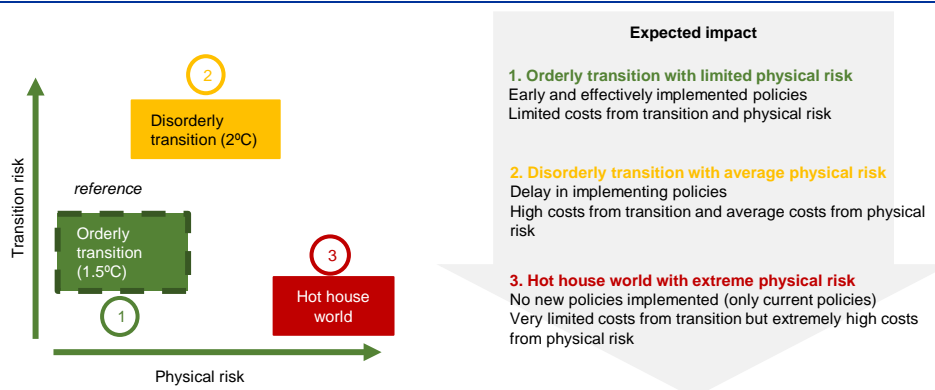 Transition risk
Physical risk
2
Disorderly
transition (2ºC)
reference
Orderly
transition
(1.5ºC)
1
3
Hot house
world
Expected impact
1. Orderly transition with limited physical risk
Early and effectively implemented policies
Limited costs from transition and physical risk
2. Disorderly transition with average physical risk
Delay in implementing policies
High costs from transition and average costs from physical
risk
3. Hot house world with extreme physical risk
No new policies implemented (only current policies)
Very limited costs from transition but extremely high costs
from physical risk